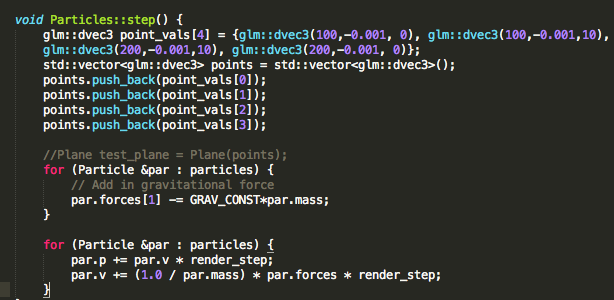 void Particles::step() {
glm::dvec3 point_vals[4] = {glm::dvec3(100,-0.001, 0), glm::dvec3(100,-0.001,10),
glm::dvec3(200,-0.001,10), glm::dvec3(200,-0.001, 0)};
std::vector<glm::dvec3> points = std::vector<glm::dvec3>();
points.push_back(point_vals[0]);
points.push_back(point_vals[1]);
points.push_back(point_vals[2]);
points.push_back(point_vals[3]);
//Plane test_plane = Plane(points);
for (Particle &par : particles) {
// Add in gravitational force
par.forces[1] -= GRAV_CONST*par.mass;
}
for (Particle &par : particles) {
par.p += par.v * render_step;
par.v += (1.0 / par.mass) * par.forces * render_step;
}